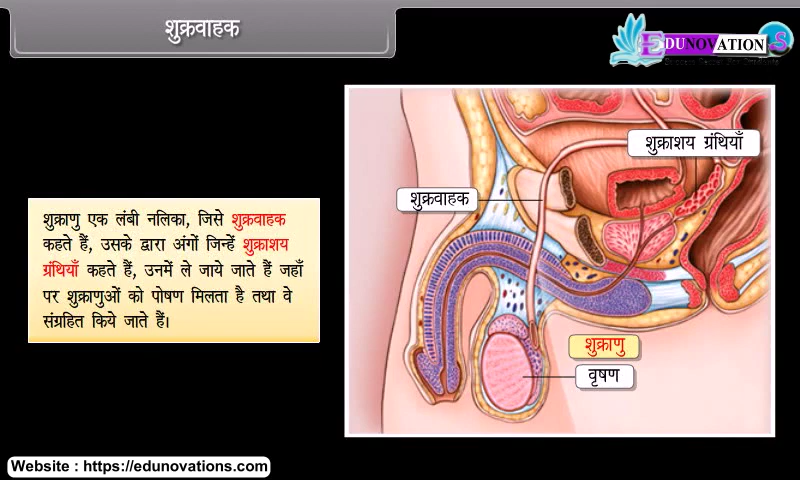 शुक्रवाहक
EDUNOVATIONS
शुक्राशय ग्रंथियाँ
शुक्रवाहक
शुक्राणु एक लंबी नलिका, जिसे शुक्रवाहक
कहते हैं, उसके द्वारा अंगों जिन्हें शुक्राशय
ग्रंथियाँ कहते हैं, उनमें ले जाये जाते हैं जहाँ
पर शुक्राणुओं को पोषण मिलता है तथा वे
संग्रहित किये जाते हैं।
शुक्राणु
वृषण
Website : https://edunovations.com